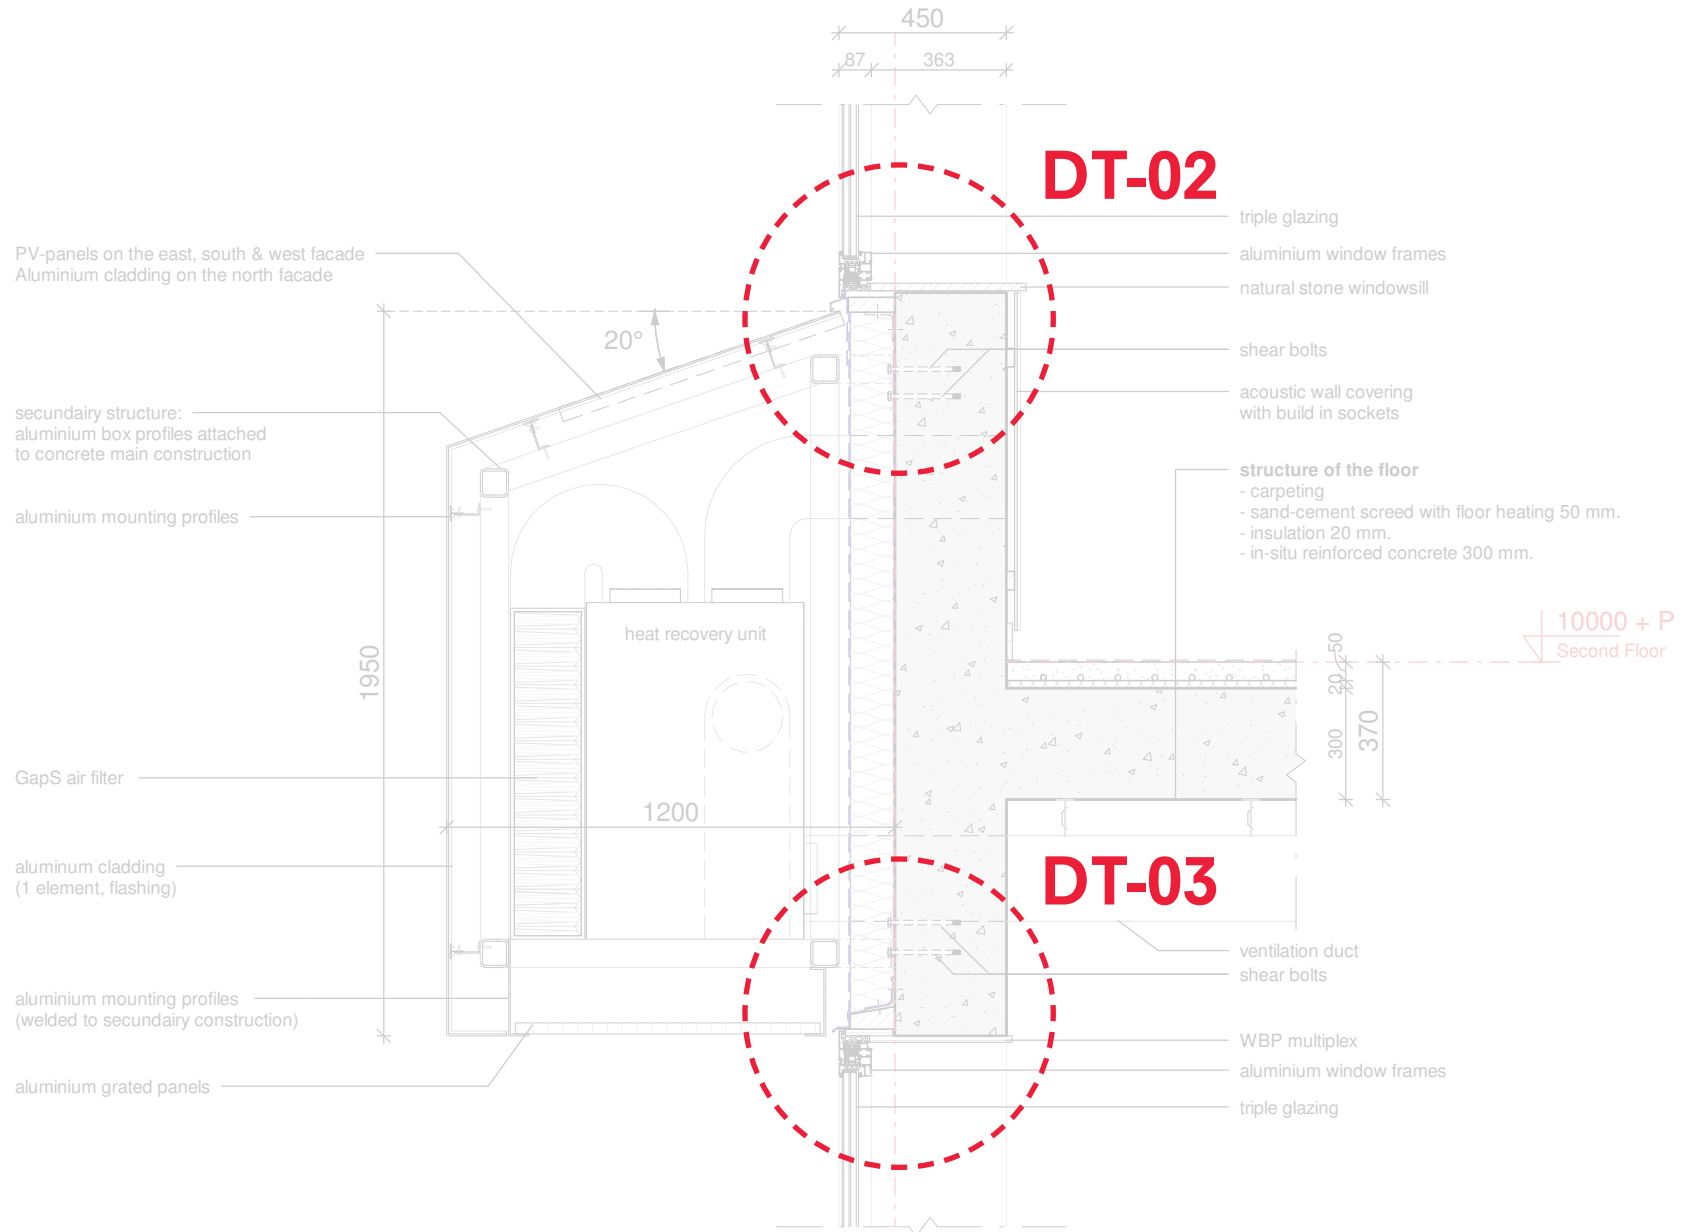 450
87
363
DT-02
triple glazing
aluminium window frames
natural stone windowsill
shear bolts
acoustic wall covering
with build in sockets
structure of the floor
- carpeting
- sand-cement screed with floor heating 50 mm.
- insulation 20 mm.
- in-situ reinforced concrete 300 mm.
PV-panels on the east, south & west facade
Aluminium cladding on the north facade
20°
secundairy structure:
aluminium box profiles attached
to concrete main construction
aluminium mounting profiles
heat recovery unit
1950
10000 + P
Second Floor
50
20
300
370
GapS air filter
1200
aluminum cladding
(1 element, flashing)
DT-03
ventilation duct
shear bolts
aluminium mounting profiles
(welded to secundairy construction)
WBP multiplex
aluminium window frames
aluminium grated panels
triple glazing